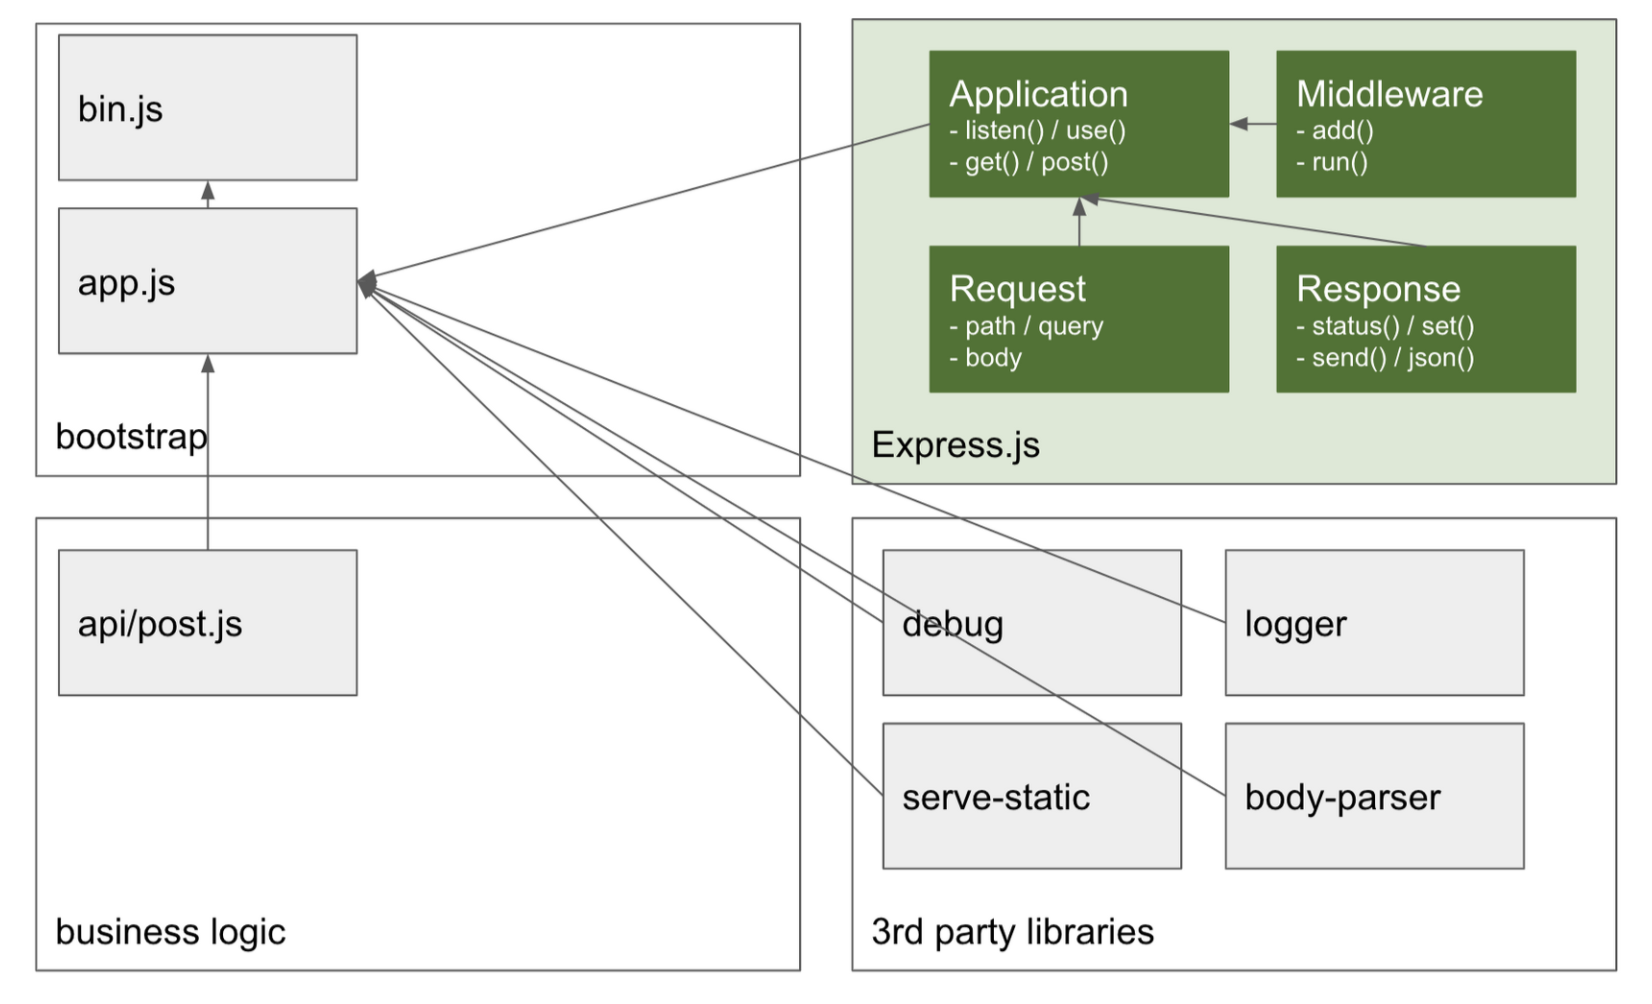 bin.js
app.js
bootstrap
Application
- listen() / use()
- get() / post()
Middleware
- add()
- run()
Request
- path / query
- body
Response
- status() / set()
- send() / json()
Express.js
api/post.js
business logic
debug
logger
serve-static
body-parser
3rd party libraries